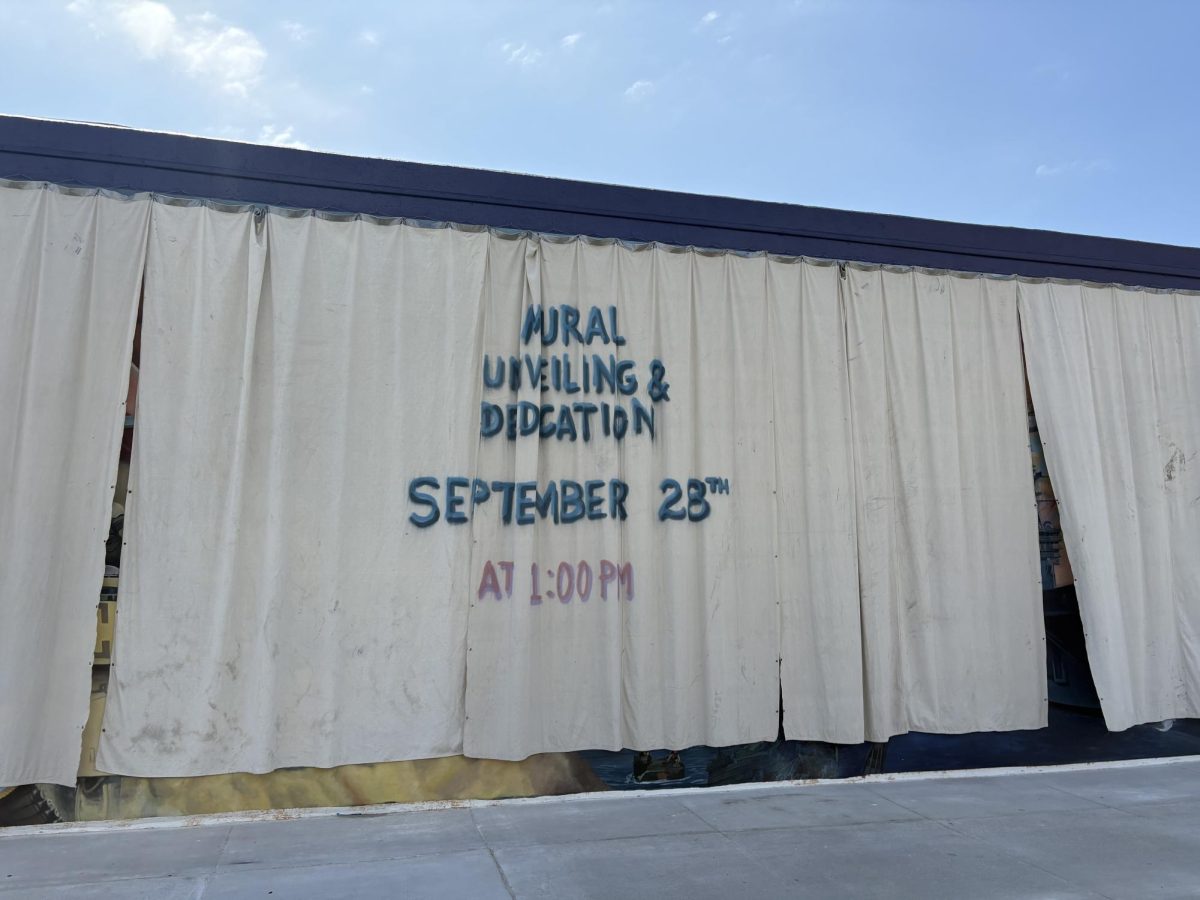 MURAL
UNVEILING &
DEDCATION
SEPTEMBER 28TH
AT 1:00 PM